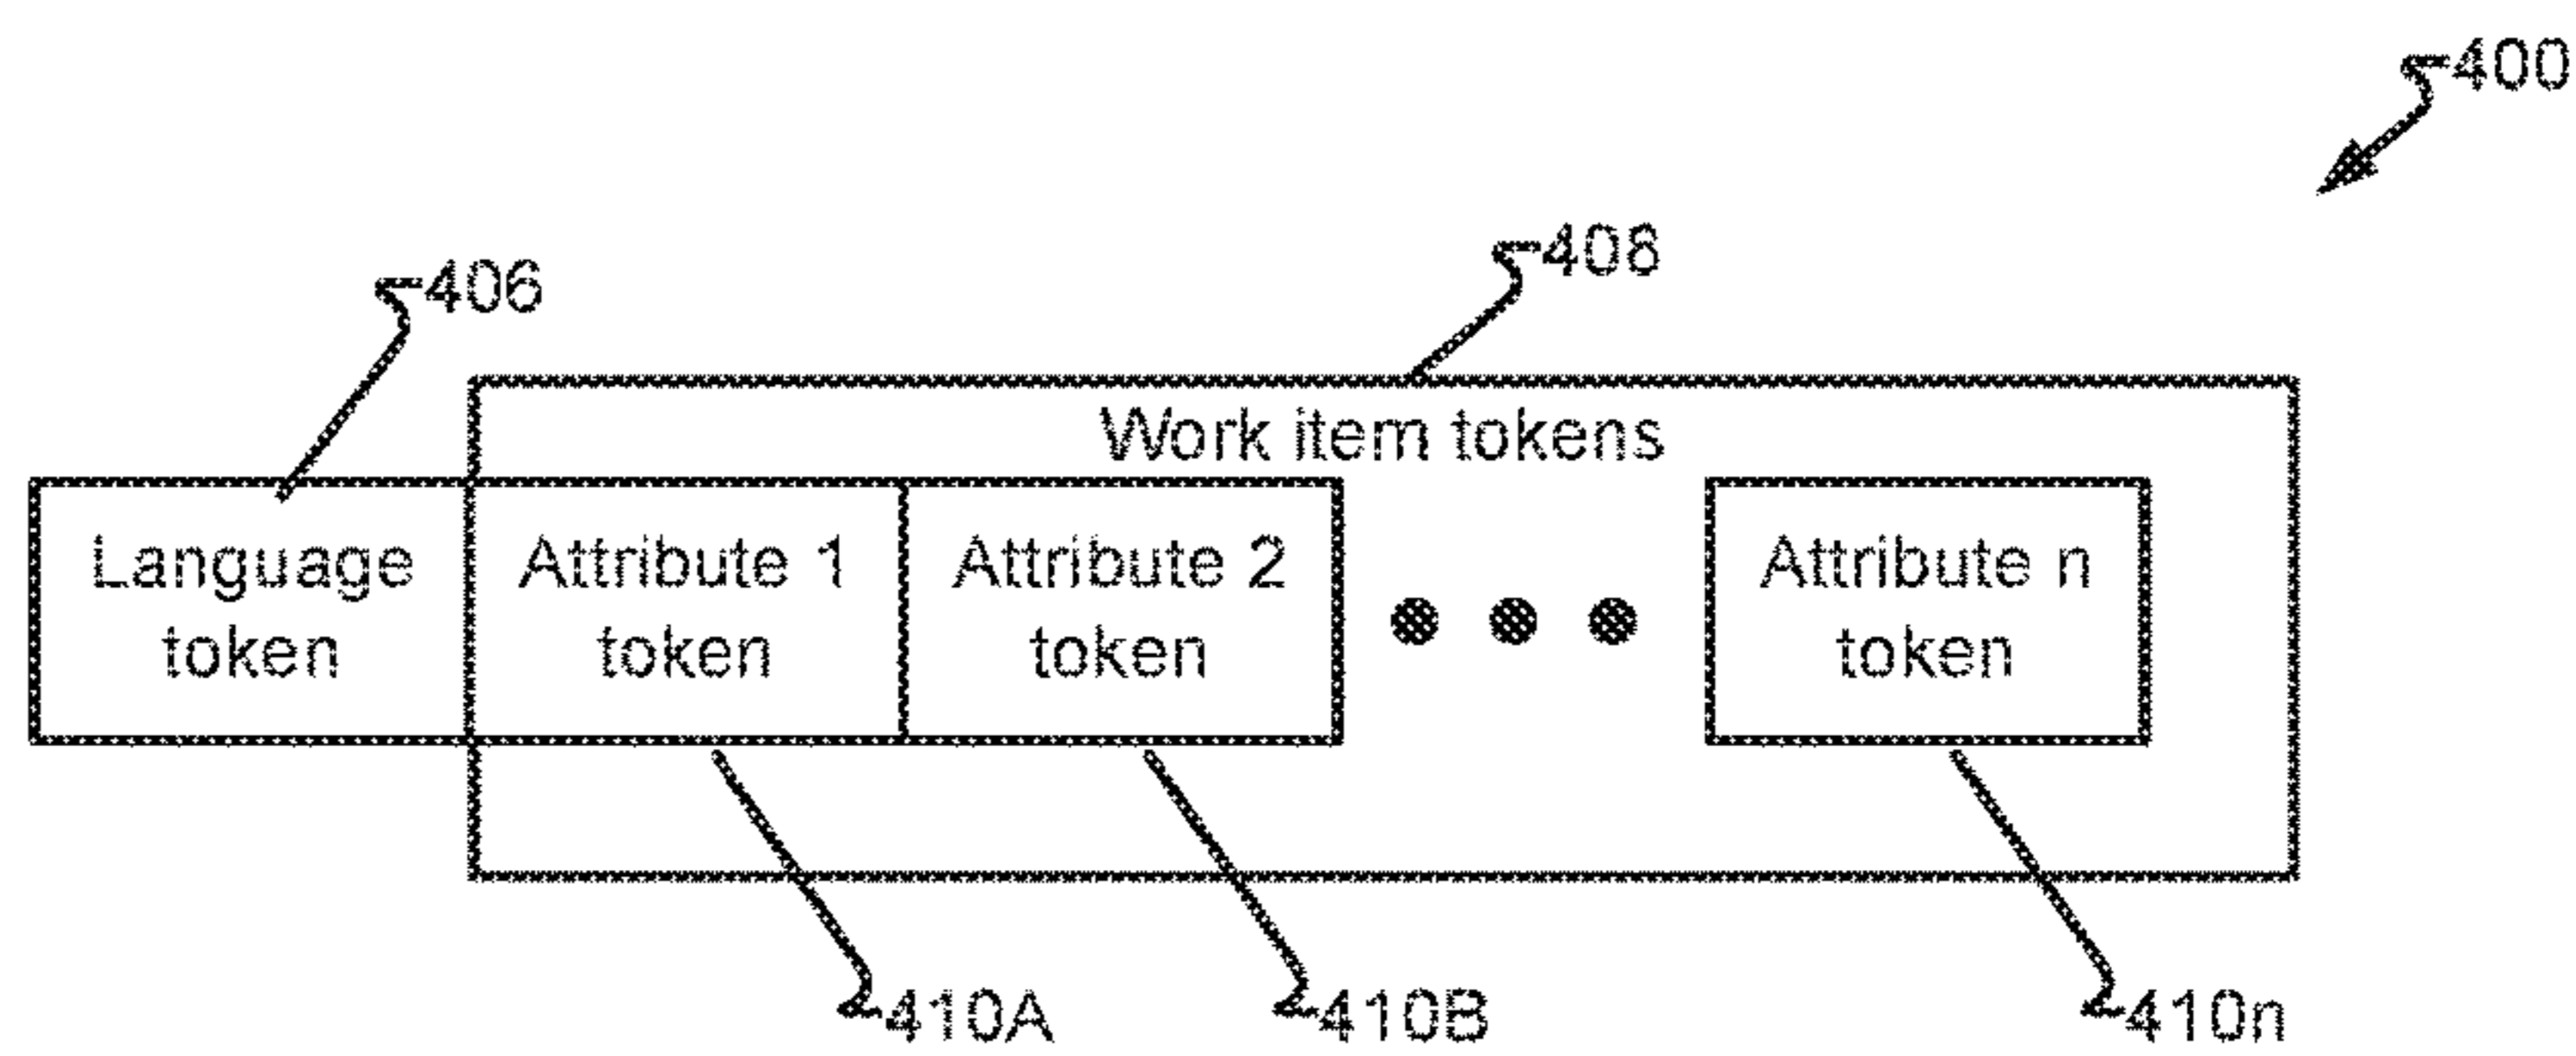 400
408
406
Work item tokens
Language token
Attribute 1 token
Attribute 2 token
Attribute n token
410A
410B
410n